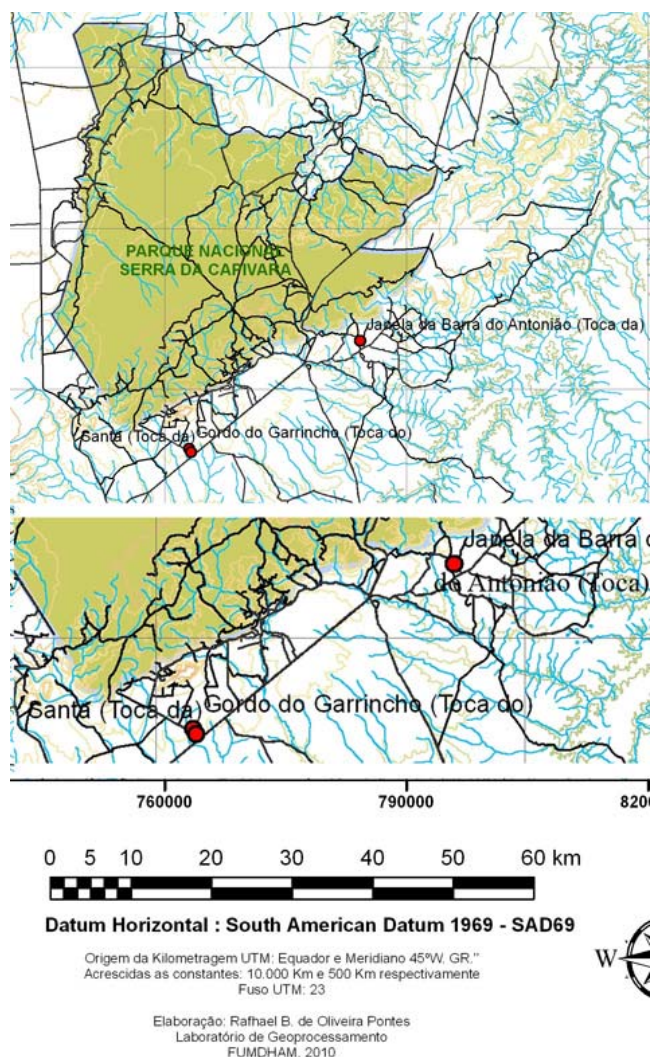 PARQUE NACIONAL
SERRA DA CAPIVARA
Janela da Barra do Antonião (Toca da)
Santa (Toca da)
Gordo do Garrincho (Toca do)
Janela da Barra d
do Antonião (Toca)
Santa (Toca da)
Gordo do Garrincho (Toca do)
760000
790000
8200
0 5 10 20 30 40 50 60 km
Datum Horizontal : South American Datum 1969 - SAD69
Origem da Kilometragem UTM: Equador e Meridiano 45ºW. GR."
Acrescidas as constantes: 10.000 Km e 500 Km respectivamente
Fuso UTM: 23
W
Elaboração: Rafhael B. de Oliveira Pontes
Laboratório de Geoprocessamento
FUMDHAM, 2010